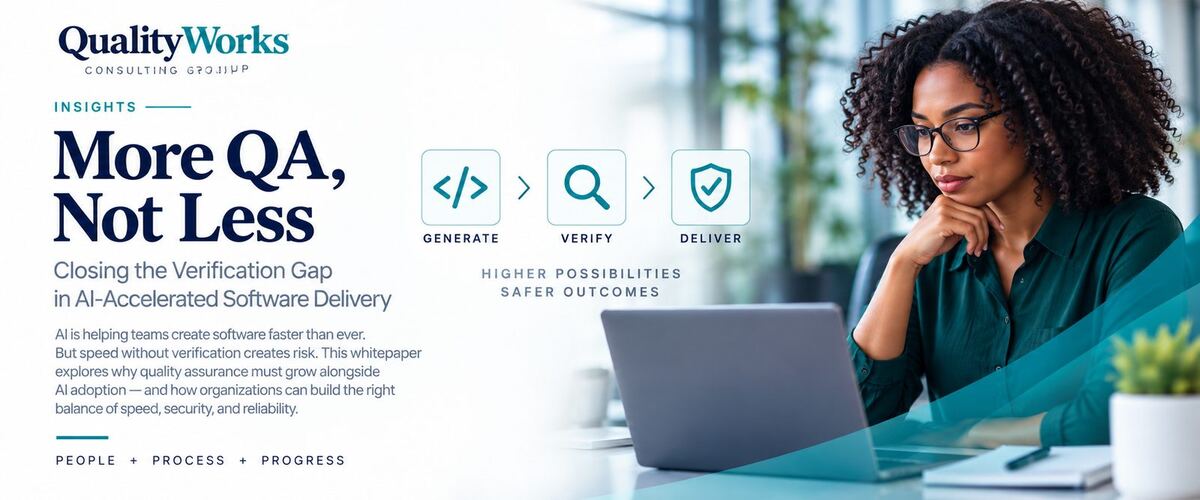 QualityWorks
CONSULTING
INSIGHTS
More QA,
Not Less
Closing the Verification Gap
in AI-Accelerated Software Delivery
AI is helping teams create software faster than ever.
But speed without verification creates risk. This whitepaper
explores why quality assurance must grow alongside
AI adoption — and how organizations can build the right
balance of speed, security, and reliability.
PEOPLE + PROCESS + PROGRESS
</>
GENERATE
VERIFY
DELIVER
HIGHER POSSIBILITIES
SAFER OUTCOMES